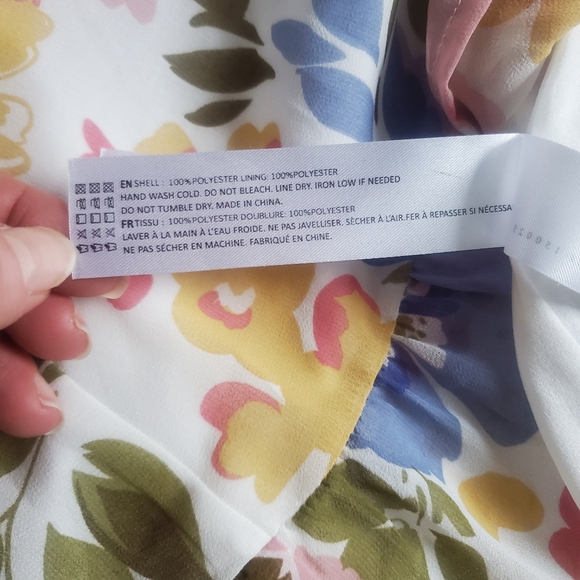 EN SHELL : 100%POLYESTER LINING: 100%POLYESTER
HAND WASH COLD. DO NOT BLEACH. LINE DRY. IRON LOW IF NEEDED
DO NOT TUMBLE DRY. MADE IN CHINA.
FR TISSU : 100%POLYESTER DOUBLURE: 100%POLYESTER
LAVER À LA MAIN À L'EAU FROIDE. NE PAS JAVELLISER. SÈCHER À L'AIR.FER À REPASSER SI NÉCESSA
NE PAS SÉCHER EN MACHINE. FABRIQUÉ EN CHINE.